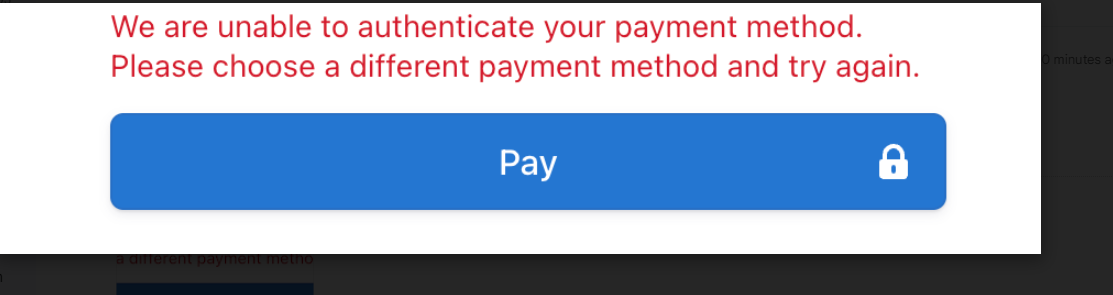 We are unable to authenticate your payment method.
Please choose a different payment method and try again.
0 minutes a
Pay
a different payment metho